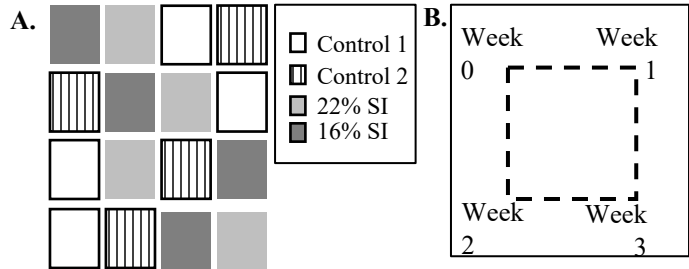 A.
Control 1
Control 2
22% SI
16% SI
B.
Week 0
Week 1
Week 2
Week 3